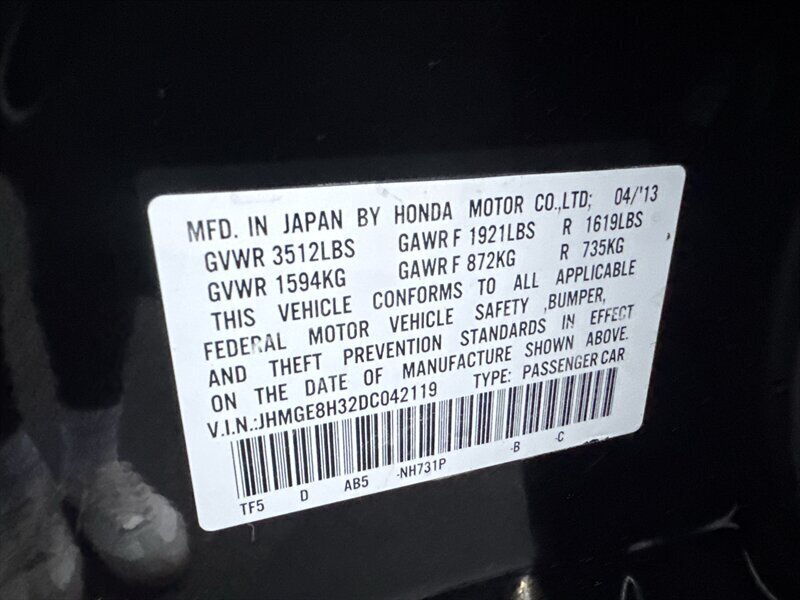 MFD. IN JAPAN BY HONDA MOTOR CO.,LTD; 04/'13
GVWR 3512LBS GAWR F 1921LBS R 1619LBS
GVWR 1594KG GAWR F 872KG R 735KG
THIS VEHICLE CONFORMS TO ALL APPLICABLE
FEDERAL MOTOR VEHICLE SAFETY ,BUMPER,
AND THEFT PREVENTION STANDARDS IN EFFECT
ON THE DATE OF MANUFACTURE SHOWN ABOVE.
V.I.N.:JHMGE8H32DC042119 TYPE: PASSENGER CAR
TF5 D AB5 -NH731P -B -C